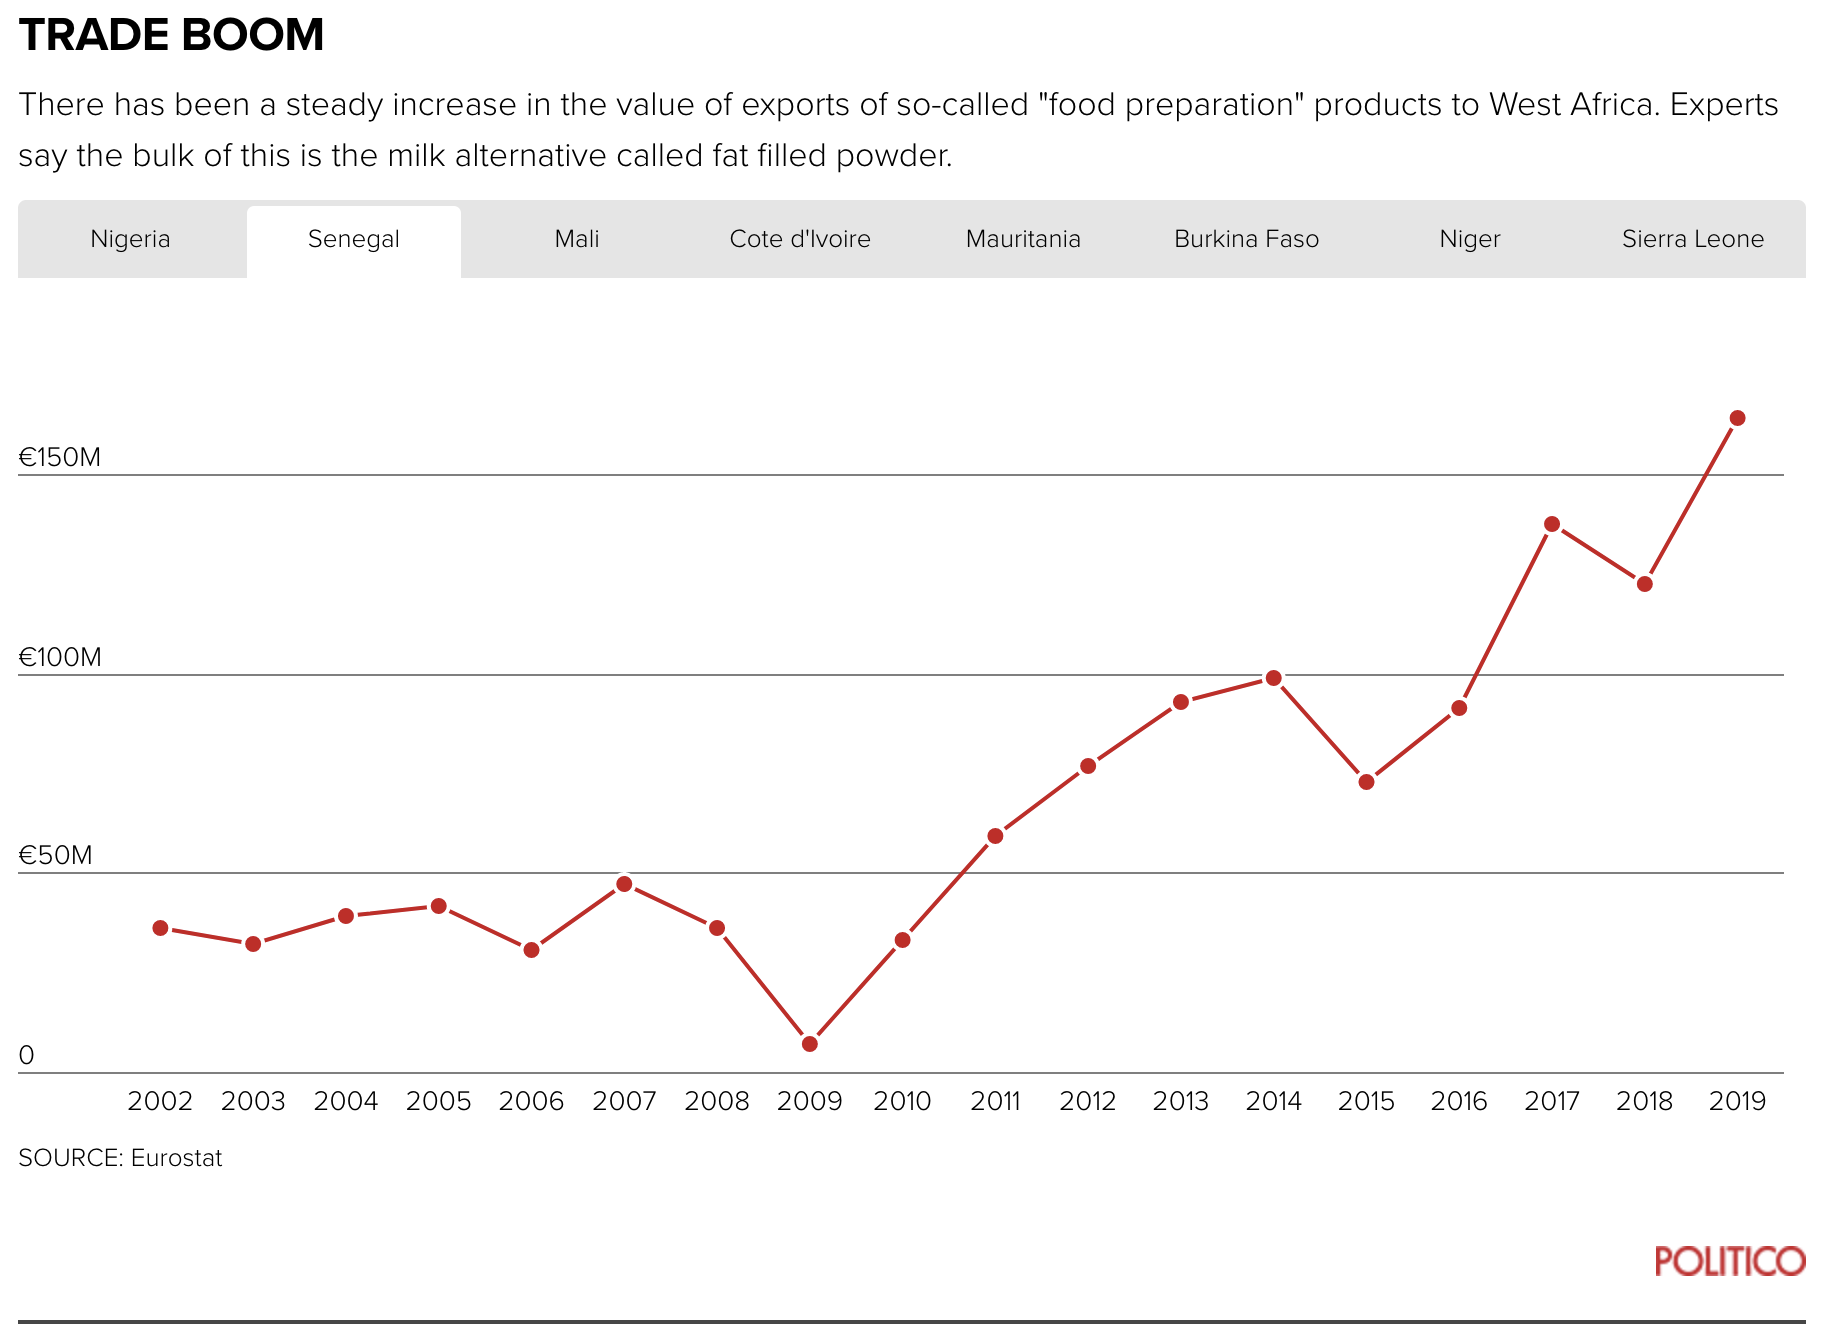 TRADE BOOM
There has been a steady increase in the value of exports of so-called "food preparation" products to West Africa. Experts
say the bulk of this is the milk alternative called fat filled powder.
Nigeria Senegal Mali Cote d'Ivoire Mauritania Burkina Faso Niger Sierra Leone
€150M
€100M
€50M
0
2002 2003 2004 2005 2006 2007 2008 2009 2010 2011 2012 2013 2014 2015 2016 2017 2018 2019
SOURCE: Eurostat
POLITICO